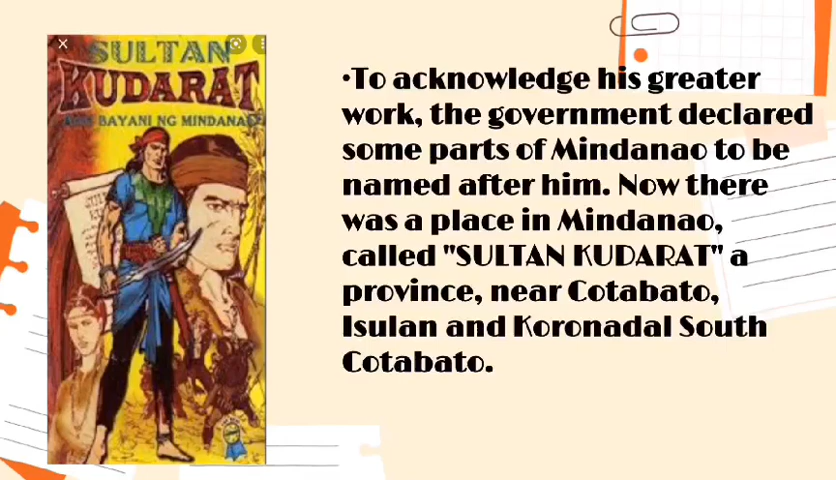 SULTAN
KUDARAT
BAYANI NG MINDANAO
•To acknowledge his greater
work, the government declared
some parts of Mindanao to be
named after him. Now there
was a place in Mindanao,
called "SULTAN KUDARAT" a
province, near Cotabato,
Isulan and Koronadal South
Cotabato.